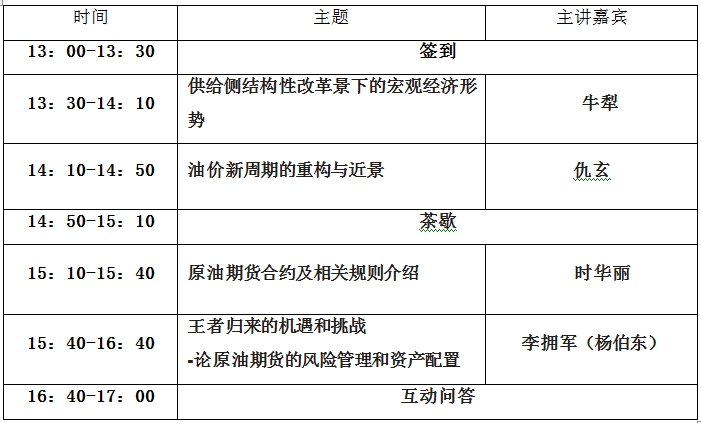 时间 主题 主讲嘉宾
13：00-13：30 签到
13：30-14：10 供给侧结构性改革景下的宏观经济形
势 牛犁
14：10-14：50 油价新周期的重构与近景 仇玄
14：50-15：10 茶歇
15：10-15：40 原油期货合约及相关规则介绍 时华丽
15：40-16：40 王者归来的机遇和挑战
-论原油期货的风险管理和资产配置 李拥军（杨伯东）
16：40-17：00 互动问答